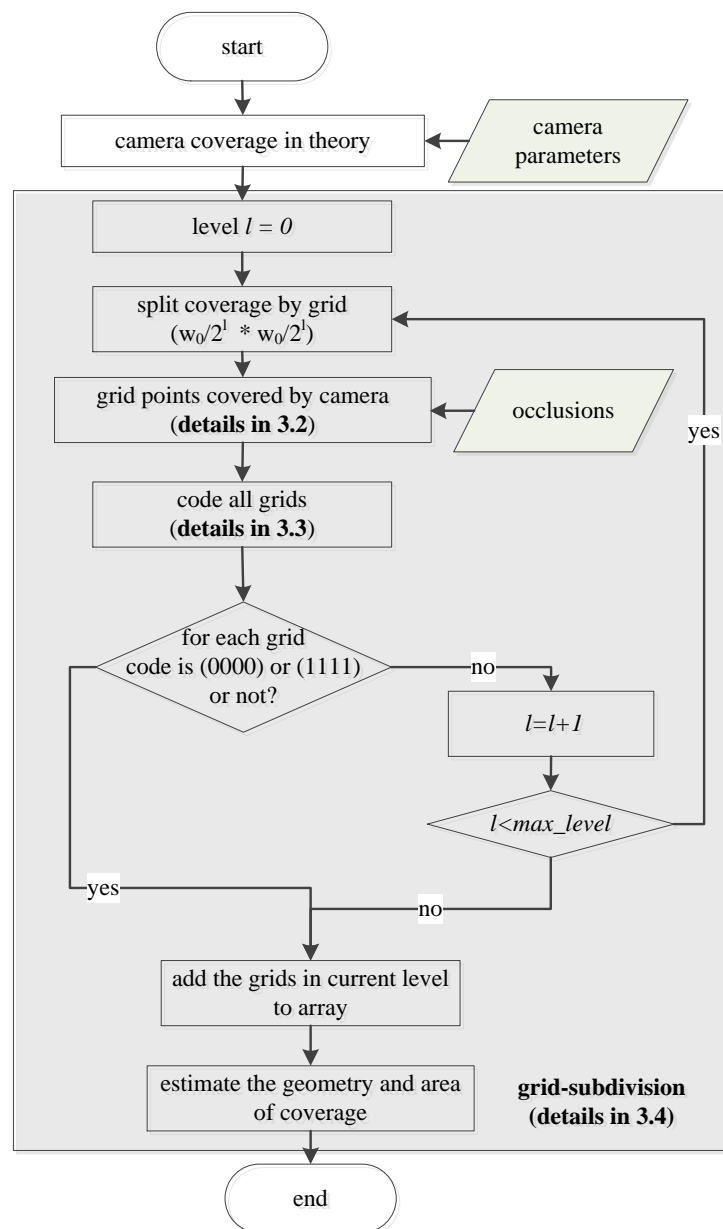 start
camera coverage in theory
camera
parameters
level l = 0
split coverage by grid
(w₀/2ˡ * w₀/2ˡ)
grid points covered by camera
(details in 3.2)
occlusions
yes
code all grids
(details in 3.3)
for each grid
code is (0000) or (1111)
or not?
no
l=l+1
l<max_level
yes
no
add the grids in current level
to array
estimate the geometry and area
of coverage
grid-subdivision
(details in 3.4)
end